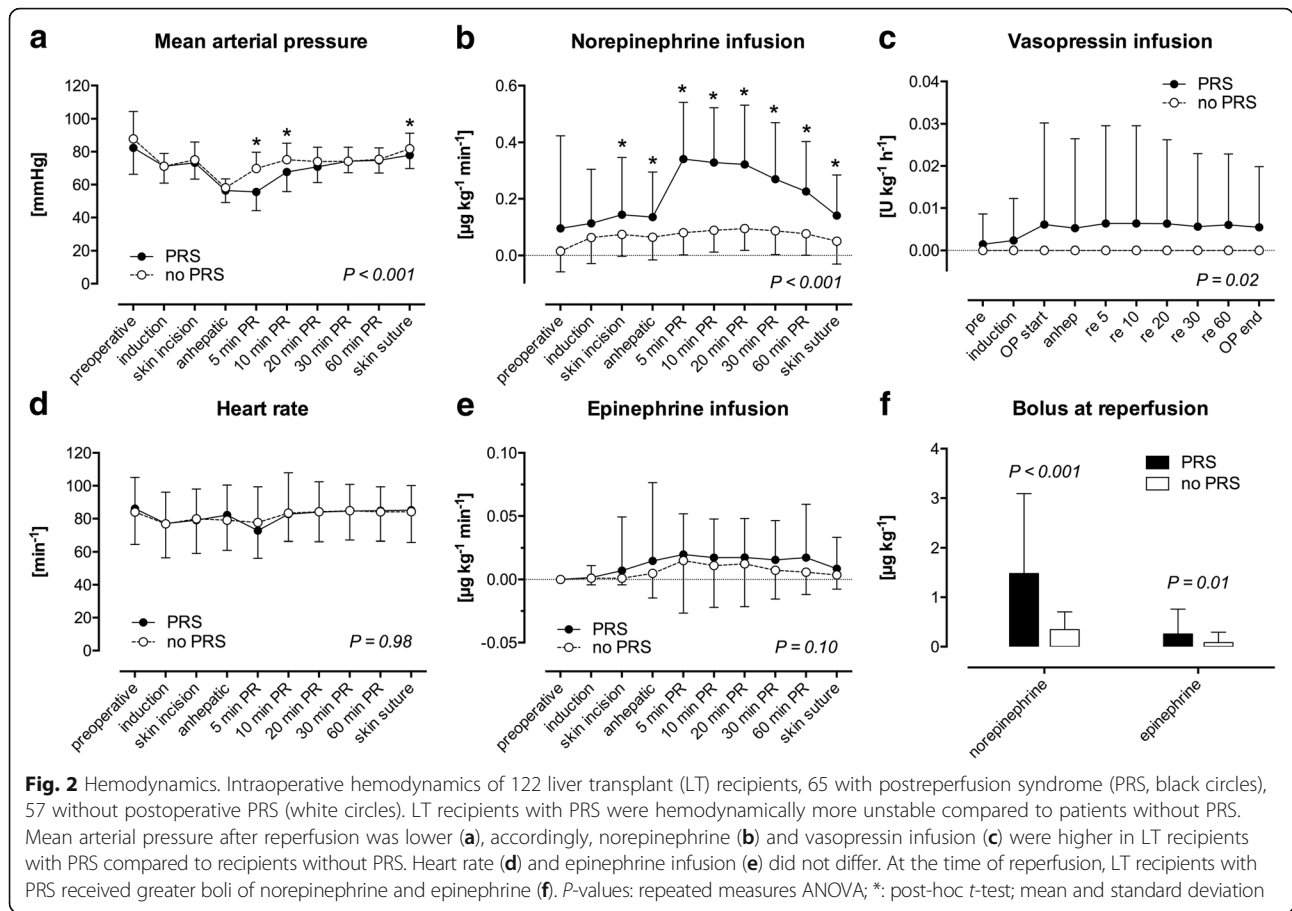 a Mean arterial pressure
[mmHg]
120
100
80
60
40
20
0
* * *
PRS
no PRS
P < 0.001
preoperative
induction
skin incision
anhepatic
5 min PR
10 min PR
20 min PR
30 min PR
60 min PR
skin suture
b Norepinephrine infusion
[µg kg-1 min-1]
0.6
0.4
0.2
0.0
* * * * * * * *
PRS
no PRS
P < 0.001
preoperative
induction
skin incision
anhepatic
5 min PR
10 min PR
20 min PR
30 min PR
60 min PR
skin suture
c Vasopressin infusion
[U kg-1 h-1]
0.04
0.03
0.02
0.01
0.00
PRS
no PRS
P = 0.02
pre
induction
OP start
anhep
re 5
re 10
re 20
re 30
re 60
OP end
d Heart rate
[min-1]
120
100
80
60
40
20
0
PRS
no PRS
P = 0.98
preoperative
induction
skin incision
anhepatic
5 min PR
10 min PR
20 min PR
30 min PR
60 min PR
skin suture
e Epinephrine infusion
[µg kg-1 min-1]
0.10
0.05
0.00
-0.05
PRS
no PRS
P = 0.10
preoperative
induction
skin incision
anhepatic
5 min PR
10 min PR
20 min PR
30 min PR
60 min PR
skin suture
f Bolus at reperfusion
[µg kg-1]
4
3
2
1
0
P < 0.001
PRS
no PRS
P = 0.01
norepinephrine
epinephrine
Fig. 2 Hemodynamics. Intraoperative hemodynamics of 122 liver transplant (LT) recipients, 65 with postreperfusion syndrome (PRS, black circles),
57 without postoperative PRS (white circles). LT recipients with PRS were hemodynamically more unstable compared to patients without PRS.
Mean arterial pressure after reperfusion was lower (a), accordingly, norepinephrine (b) and vasopressin infusion (c) were higher in LT recipients
with PRS compared to recipients without PRS. Heart rate (d) and epinephrine infusion (e) did not differ. At the time of reperfusion, LT recipients with
PRS received greater boli of norepinephrine and epinephrine (f). P-values: repeated measures ANOVA; *: post-hoc t-test; mean and standard deviation